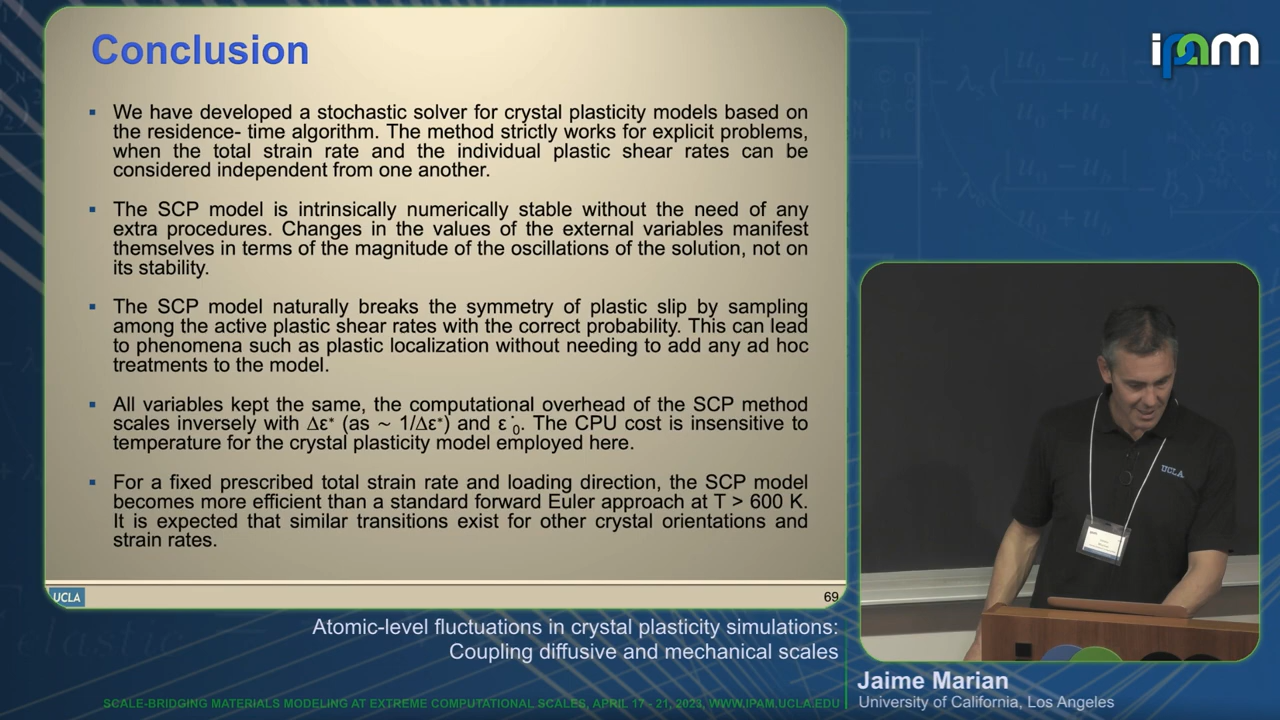 Conclusion
▪ We have developed a stochastic solver for crystal plasticity models based on
the residence- time algorithm. The method strictly works for explicit problems,
when the total strain rate and the individual plastic shear rates can be
considered independent from one another.
▪ The SCP model is intrinsically numerically stable without the need of any
extra procedures. Changes in the values of the external variables manifest
themselves in terms of the magnitude of the oscillations of the solution, not on
its stability.
▪ The SCP model naturally breaks the symmetry of plastic slip by sampling
among the active plastic shear rates with the correct probability. This can lead
to phenomena such as plastic localization without needing to add any ad hoc
treatments to the model.
▪ All variables kept the same, the computational overhead of the SCP method
scales inversely with Δε* (as ~ 1/Δε*) and ε̇₀. The CPU cost is insensitive to
temperature for the crystal plasticity model employed here.
▪ For a fixed prescribed total strain rate and loading direction, the SCP model
becomes more efficient than a standard forward Euler approach at T > 600 K.
It is expected that similar transitions exist for other crystal orientations and
strain rates.
UCLA
69
ipam
UCLA
Atomic-level fluctuations in crystal plasticity simulations:
Coupling diffusive and mechanical scales
Jaime Marian
University of California, Los Angeles
SCALE-BRIDGING MATERIALS MODELING AT EXTREME COMPUTATIONAL SCALES, APRIL 17 - 21, 2023, WWW.IPAM.UCLA.EDU
elastic